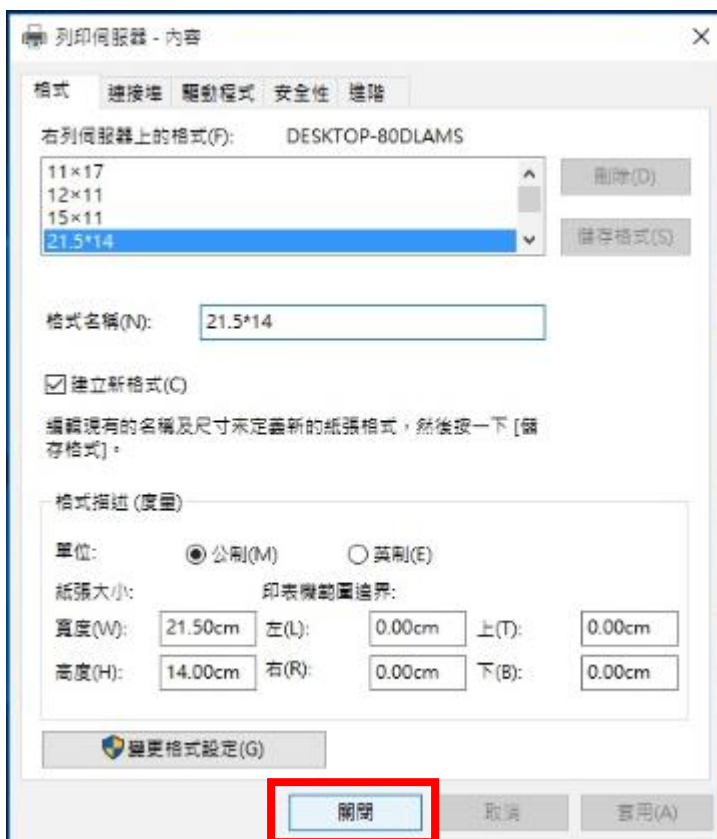 列印伺服器 - 內容
格式 連接埠 驅動程式 安全性 進階
右列伺服器上的格式(F): DESKTOP-80DLAMS
11×17
12×11
15×11
21.5*14
刪除(D)
儲存格式(S)
格式名稱(N): 21.5*14
建立新格式(C)
編輯現有的名稱及尺寸來定義新的紙張格式，然後按一下 [儲
存格式]。
格式描述 (度量)
單位: 公制(M) 英制(E)
紙張大小: 印表機範圍邊界:
寬度(W): 21.50cm 左(L): 0.00cm 上(T): 0.00cm
高度(H): 14.00cm 右(R): 0.00cm 下(B): 0.00cm
變更格式設定(G)
關閉 取消 套用(A)